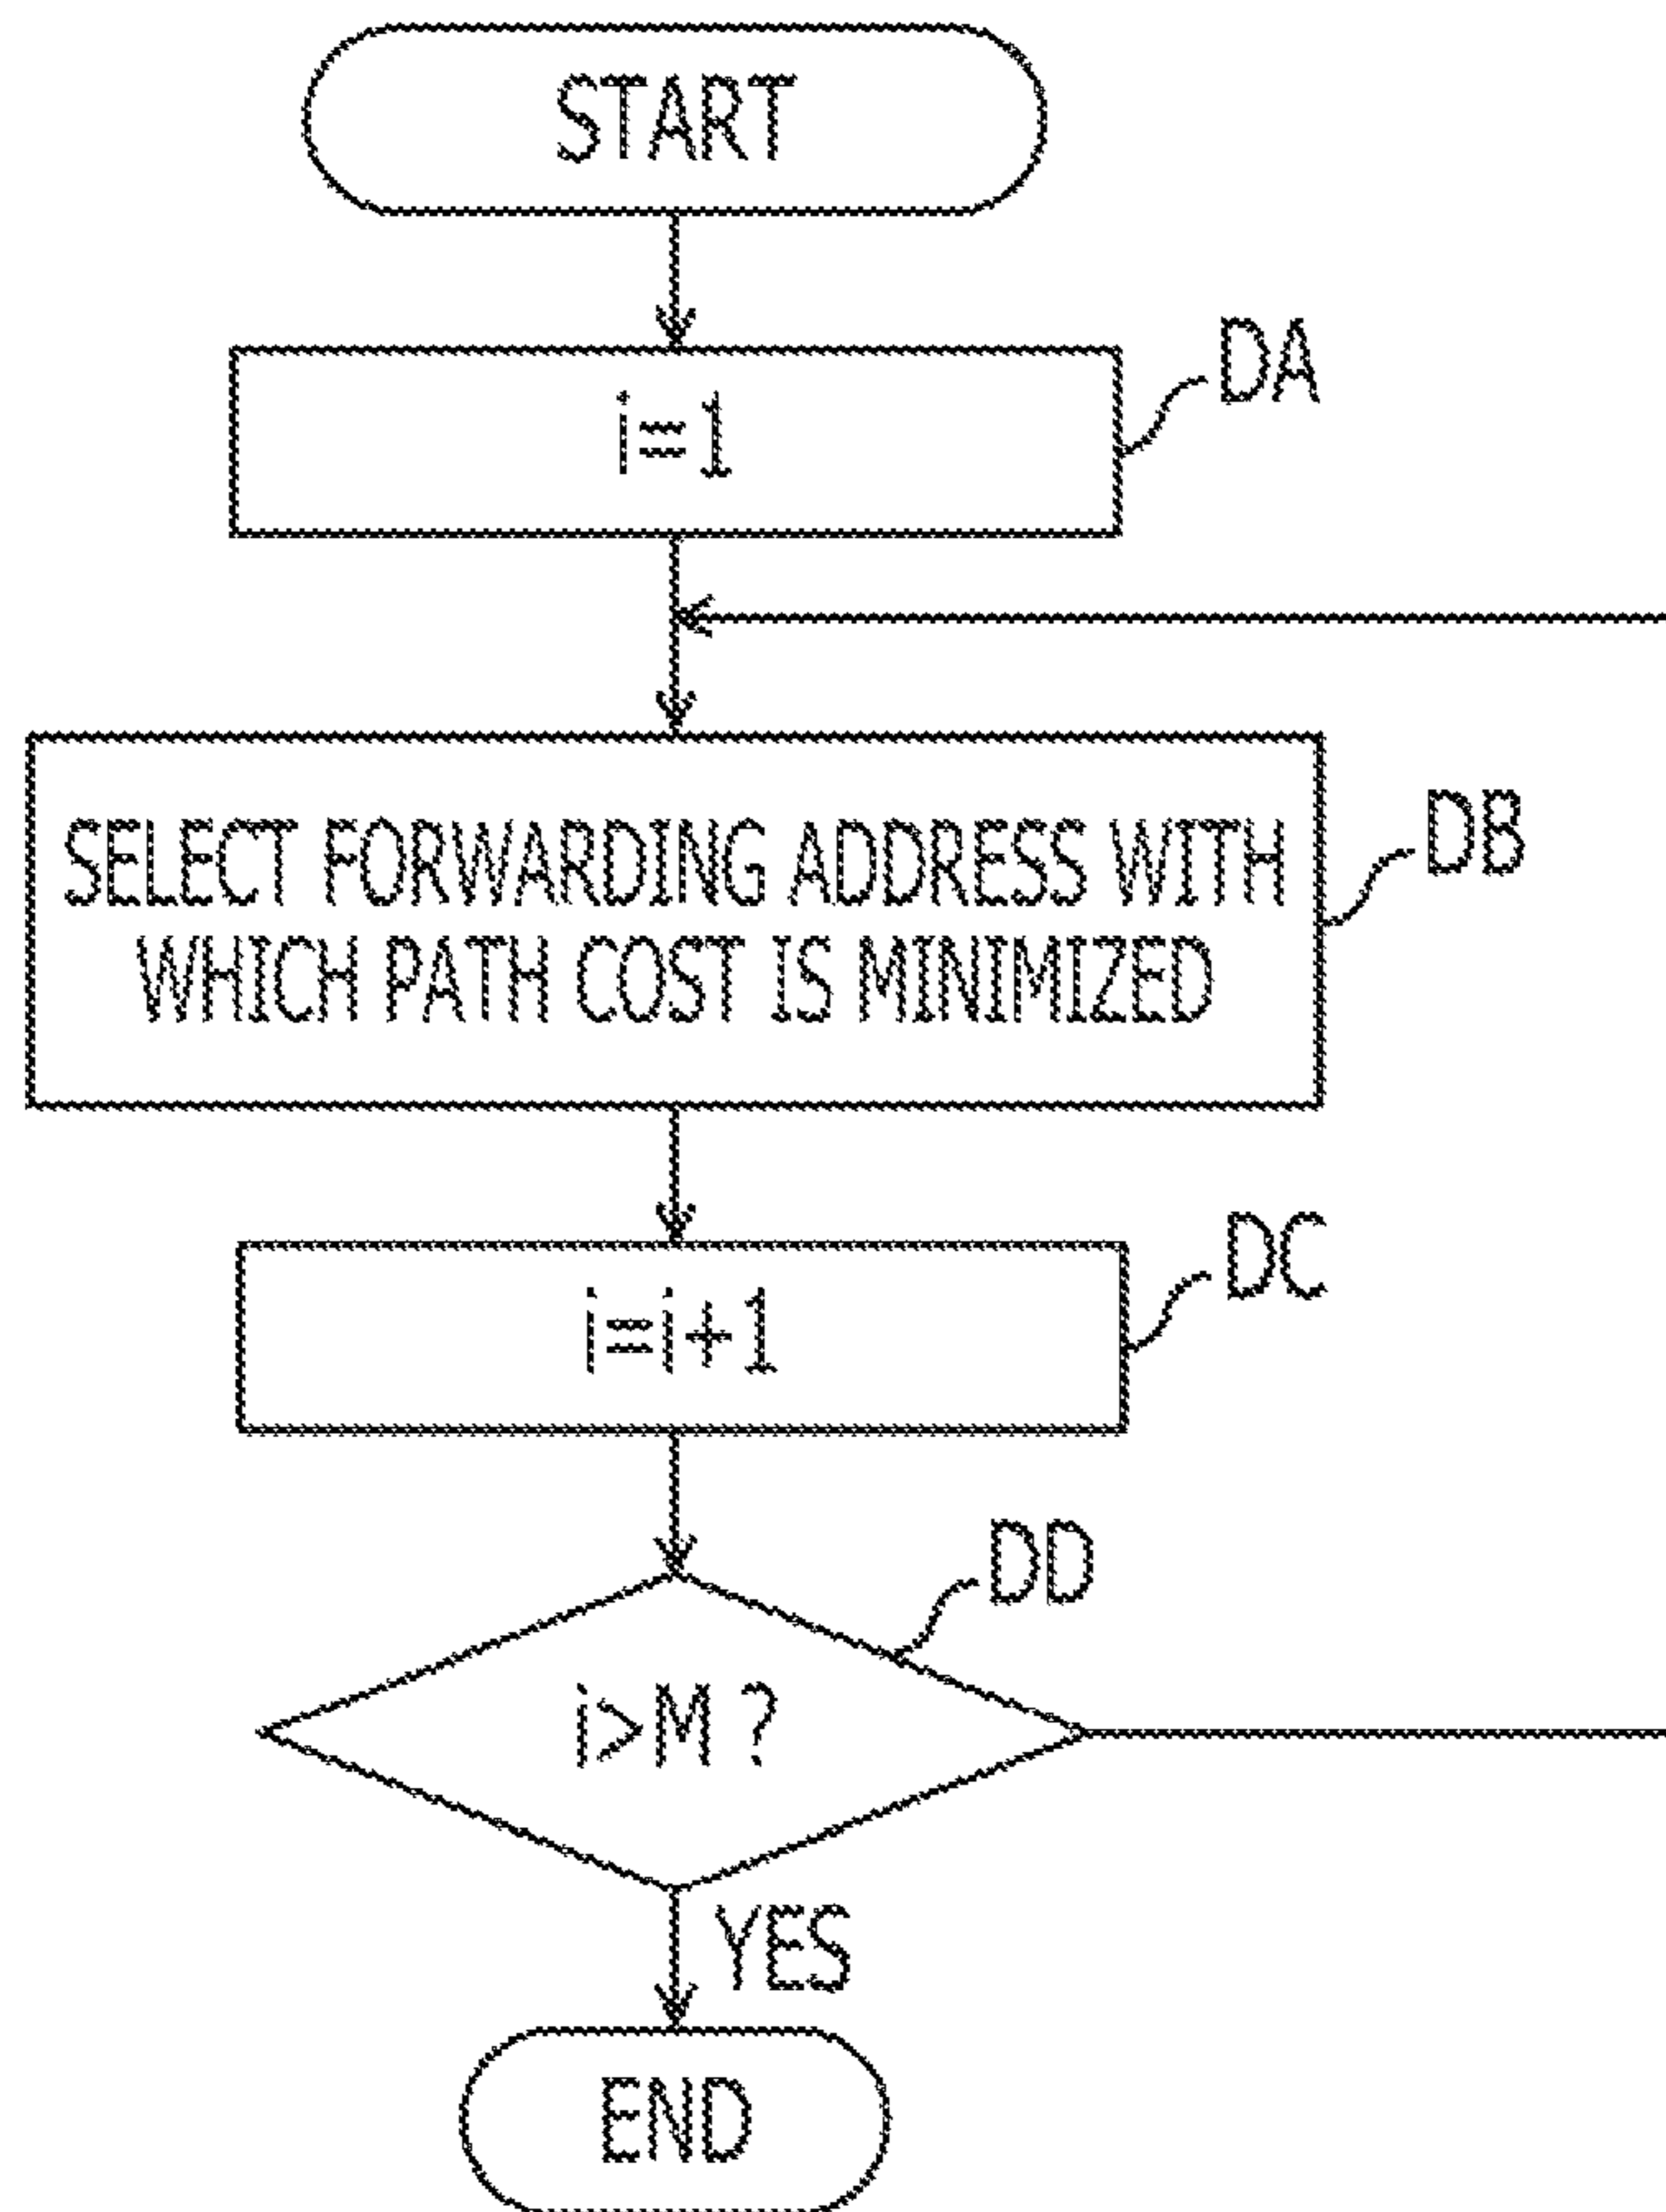 START
i=1
DA
SELECT FORWARDING ADDRESS WITH
WHICH PATH COST IS MINIMIZED
DB
i=i+1
DC
DD
i>M ?
YES
END